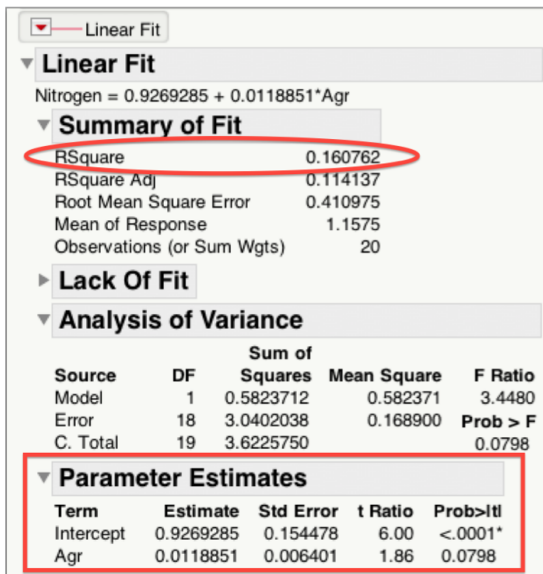 Linear Fit
Linear Fit
Nitrogen = 0.9269285 + 0.0118851*Agr
Summary of Fit
RSquare 0.160762
RSquare Adj 0.114137
Root Mean Square Error 0.410975
Mean of Response 1.1575
Observations (or Sum Wgts) 20
Lack Of Fit
Analysis of Variance
Sum of
Source DF Squares Mean Square F Ratio
Model 1 0.5823712 0.582371 3.4480
Error 18 3.0402038 0.168900 Prob > F
C. Total 19 3.6225750 0.0798
Parameter Estimates
Term Estimate Std Error t Ratio Prob>|t|
Intercept 0.9269285 0.154478 6.00 <.0001*
Agr 0.0118851 0.006401 1.86 0.0798